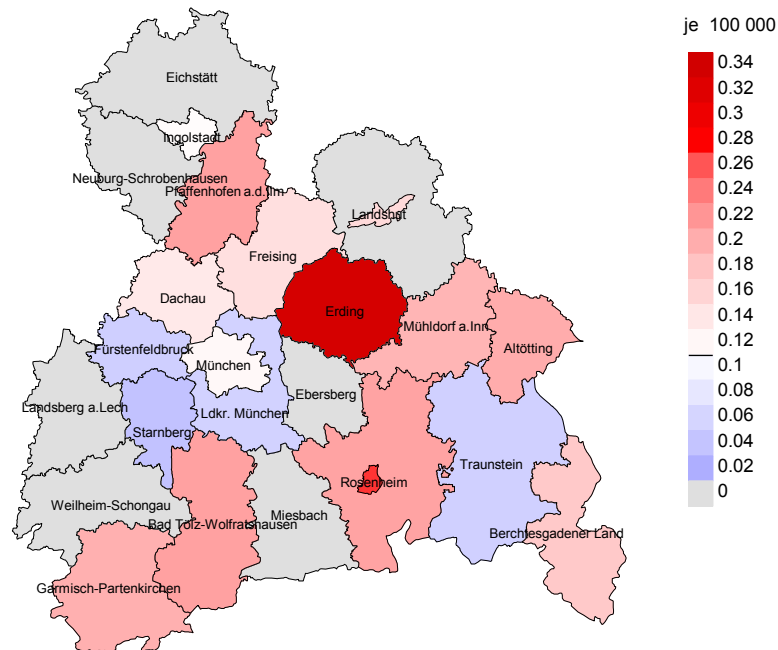 je 100 000
0.34
0.32
0.3
0.28
0.26
0.24
0.22
0.2
0.18
0.16
0.14
0.12
0.1
0.08
0.06
0.04
0.02
0
Eichstätt
Ingolstadt
Neuburg-Schrobenhausen
Pfaffenhofen a.d.Ilm
Landshut
Freising
Dachau
Erding
Mühldorf a.Inn
Altötting
Fürstenfeldbruck
München
Ebersberg
Landsberg a.Lech
Ldkr. München
Starnberg
Traunstein
Rosenheim
Weilheim-Schongau
Miesbach
Bad Tölz-Wolfratshausen
Berchtesgadener Land
Garmisch-Partenkirchen